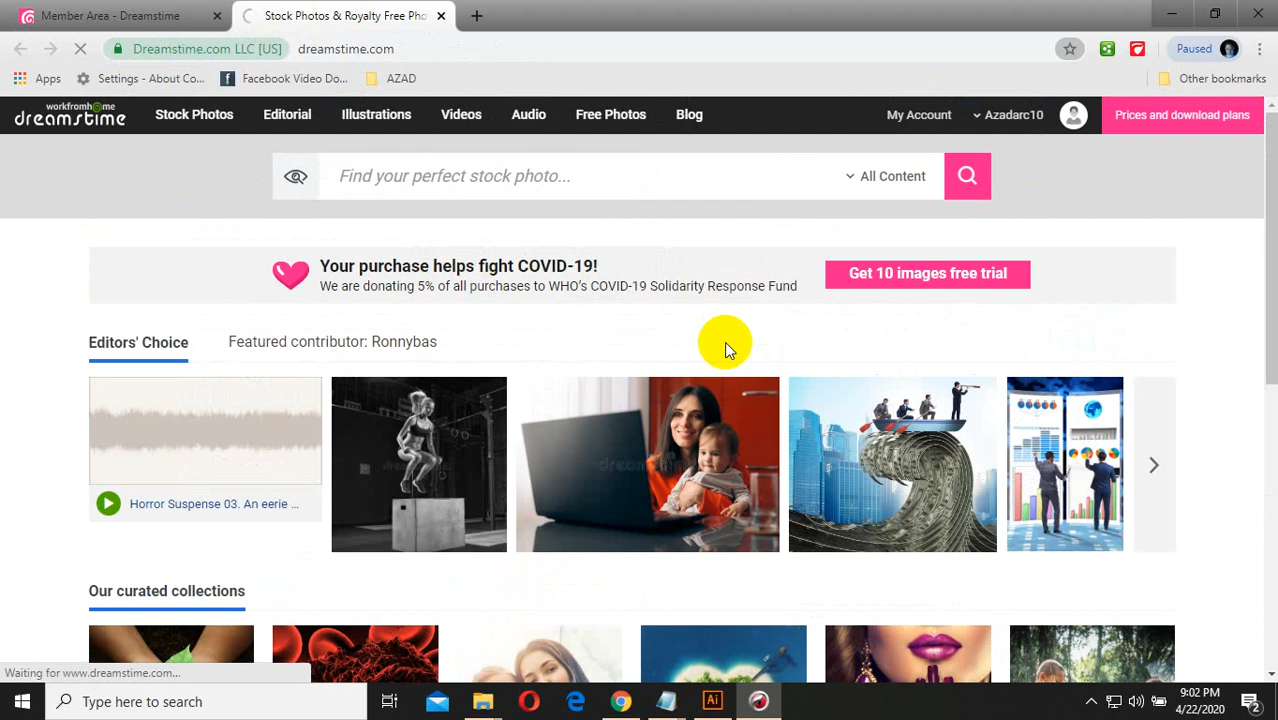 Member Area - Dreamstime
Stock Photos & Royalty Free Pho
Dreamstime.com LLC [US]
dreamstime.com
Paused
Apps
Settings - About Co...
Facebook Video Do...
AZAD
Other bookmarks
workfromh@me
dreamstime
Stock Photos
Editorial
Illustrations
Videos
Audio
Free Photos
Blog
My Account
Azadarc10
Prices and download plans
Find your perfect stock photo...
All Content
Your purchase helps fight COVID-19!
We are donating 5% of all purchases to WHO's COVID-19 Solidarity Response Fund
Get 10 images free trial
Editors' Choice
Featured contributor: Ronnybas
Horror Suspense 03. An eerie ...
Our curated collections
Waiting for www.dreamstime.com...
Type here to search
Ai
9:02 PM
4/22/2020
2